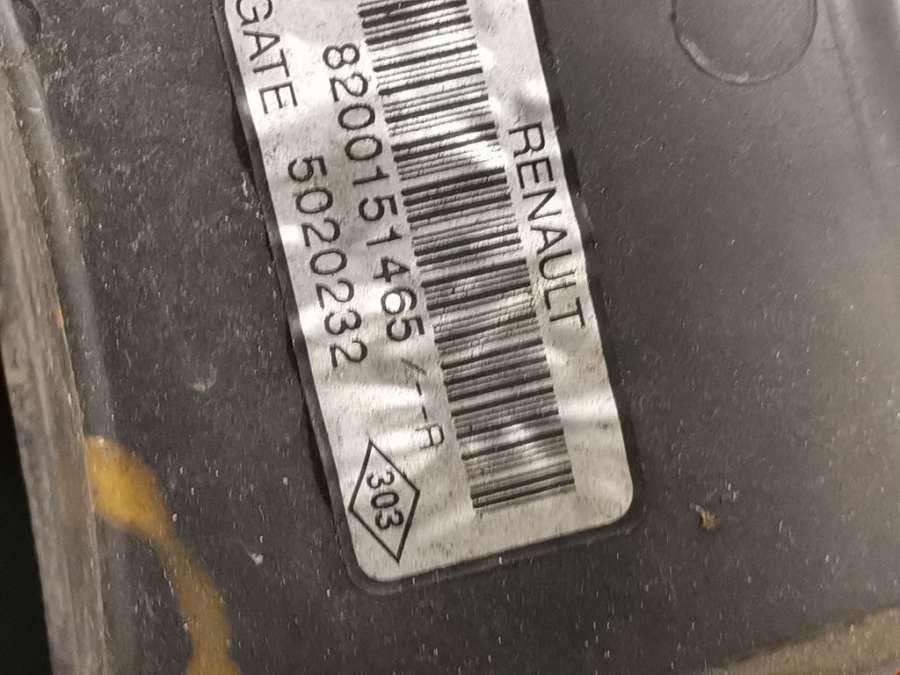 RENAULT
8200151465/--A
GATE 5020232
303